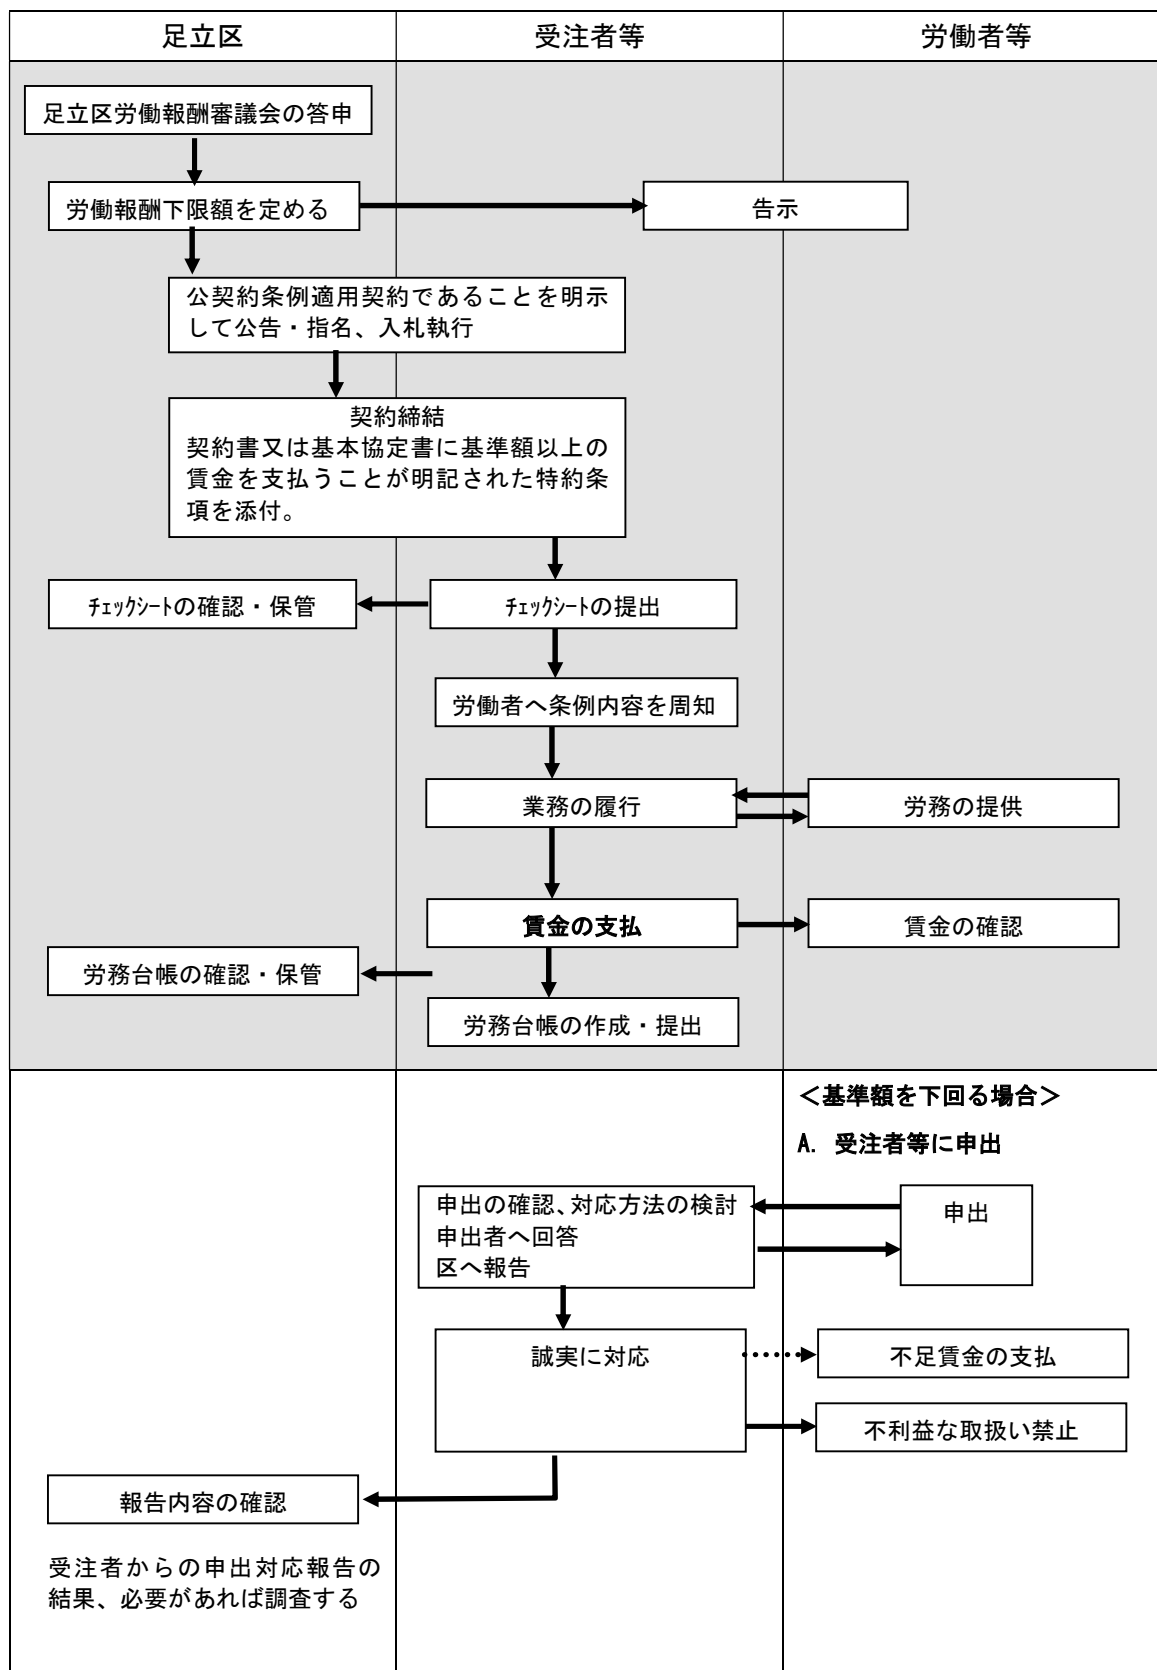 足立区
受注者等
労働者等
足立区労働報酬審議会の答申
労働報酬下限額を定める
告示
公契約条例適用契約であることを明示
して公告・指名、入札執行
契約締結
契約書又は基本協定書に基準額以上の
賃金を支払うことが明記された特約条
項を添付。
ﾁｪｯｸｼｰﾄの確認・保管
ﾁｪｯｸｼｰﾄの提出
労働者へ条例内容を周知
業務の履行
労務の提供
賃金の支払
賃金の確認
労務台帳の確認・保管
労務台帳の作成・提出
＜基準額を下回る場合＞
A. 受注者等に申出
申出の確認、対応方法の検討
申出者へ回答
区へ報告
申出
誠実に対応
不足賃金の支払
不利益な取扱い禁止
報告内容の確認
受注者からの申出対応報告の
結果、必要があれば調査する